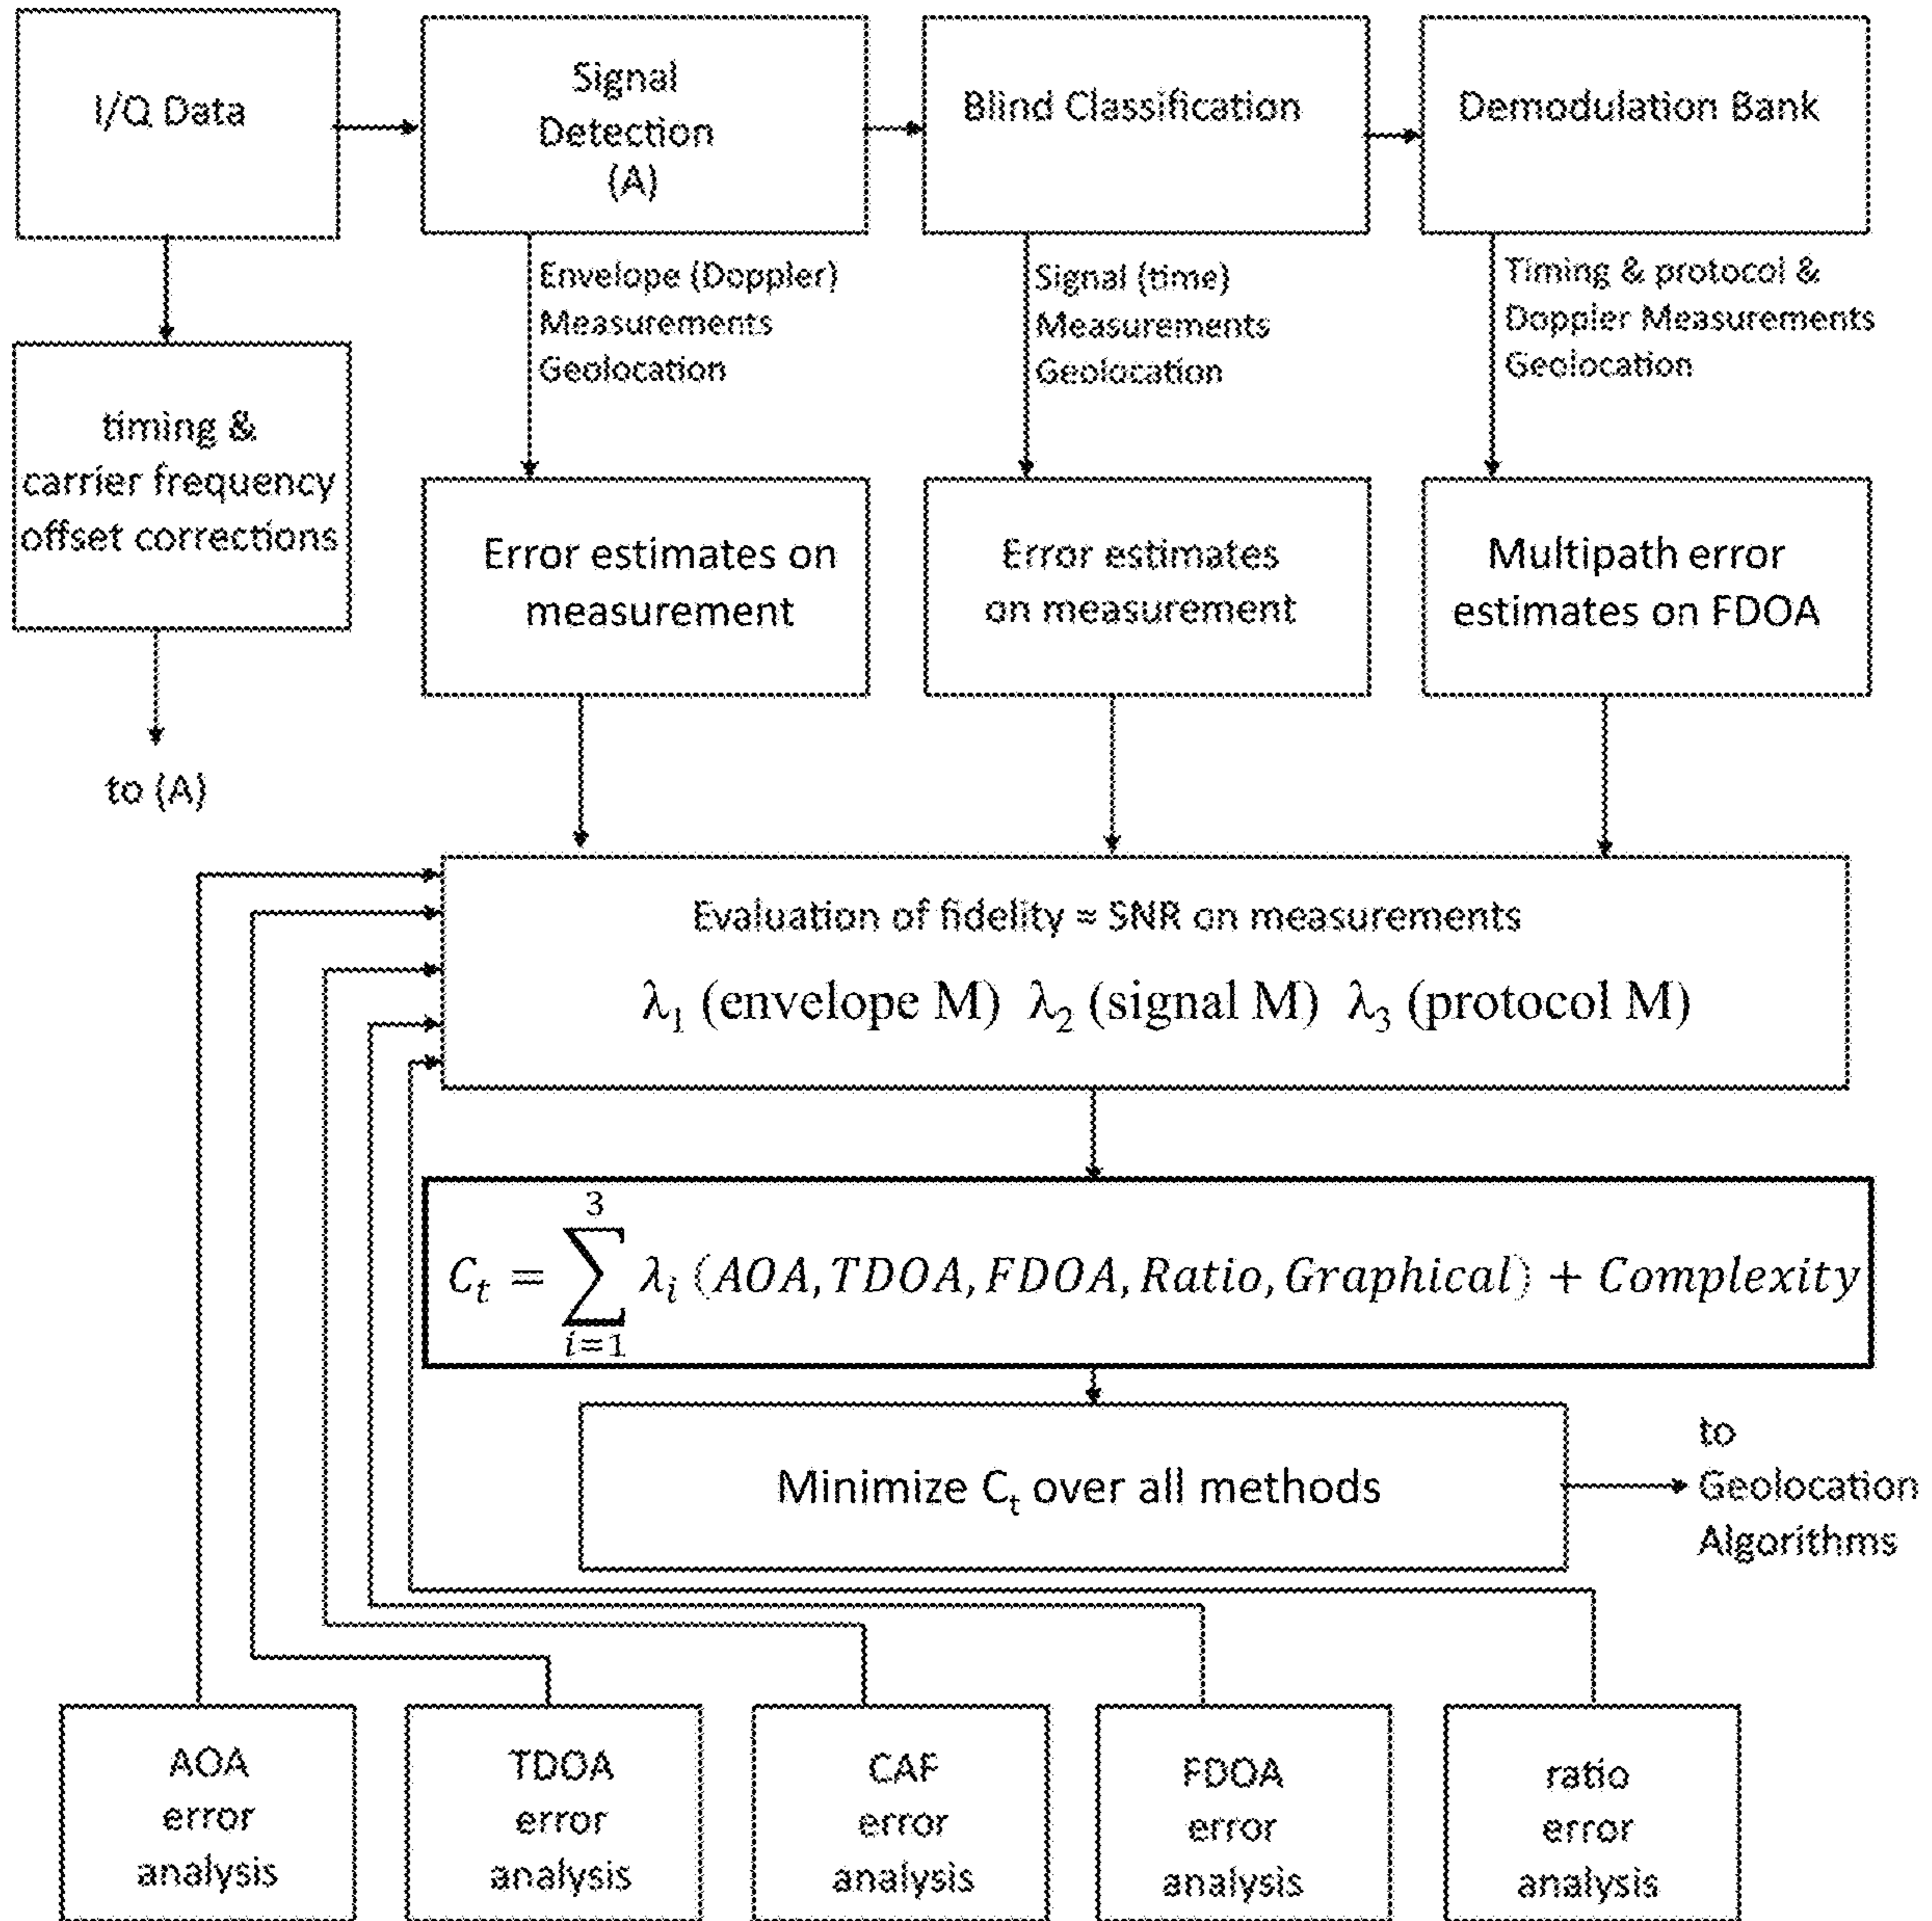 I/Q Data
Signal
Detection
(A)
Blind Classification
Demodulation Bank
Envelope (Doppler)
Measurements
Geolocation
Signal (time)
Measurements
Geolocation
Timing & protocol &
Doppler Measurements
Geolocation
timing &
carrier frequency
offset corrections
to (A)
Error estimates on
measurement
Error estimates
on measurement
Multipath error
estimates on FDOA
Evaluation of fidelity = SNR on measurements
λ₁ (envelope M) λ₂ (signal M) λ₃ (protocol M)
C_t = \sum_{i=1}^{3} λ_i (AOA, TDOA, FDOA, Ratio, Graphical) + Complexity
Minimize C_t over all methods
to
Geolocation
Algorithms
AOA
error
analysis
TDOA
error
analysis
CAF
error
analysis
FDOA
error
analysis
ratio
error
analysis